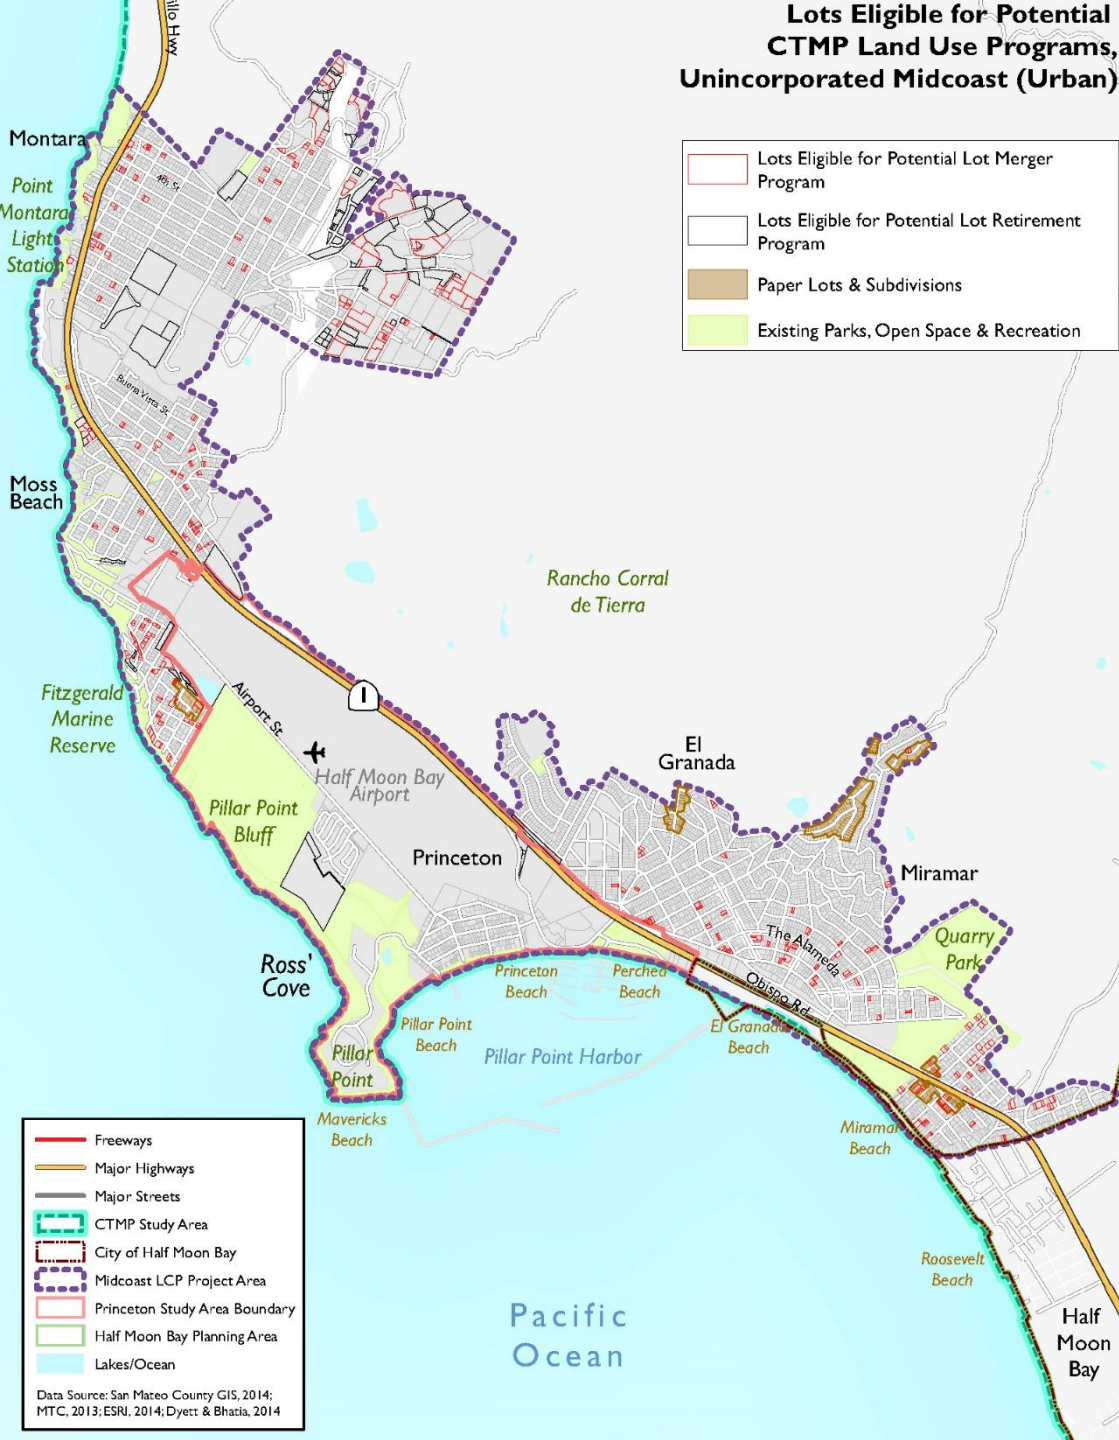 Lots Eligible for Potential
CTMP Land Use Programs,
Unincorporated Midcoast (Urban)
Lots Eligible for Potential Lot Merger
Program
Lots Eligible for Potential Lot Retirement
Program
Paper Lots & Subdivisions
Existing Parks, Open Space & Recreation
Hwy
Montara
4th St
Point
Montara
Light
Station
Buena Vista St
Moss
Beach
Rancho Corral
de Tierra
Fitzgerald
Marine
Reserve
Airport St
1
Half Moon Bay
Airport
El
Granada
Pillar Point
Bluff
Princeton
Miramar
The Alameda
Quarry
Park
Ross'
Cove
Princeton
Beach
Perched
Beach
Obispo Rd
Pillar Point
Beach
El Granada
Beach
Pillar Point Harbor
Pillar
Point
Mavericks
Beach
Miramar
Beach
Roosevelt
Beach
Pacific
Ocean
Half
Moon
Bay
Freeways
Major Highways
Major Streets
CTMP Study Area
City of Half Moon Bay
Midcoast LCP Project Area
Princeton Study Area Boundary
Half Moon Bay Planning Area
Lakes/Ocean
Data Source: San Mateo County GIS, 2014;
MTC, 2013; ESRI, 2014; Dyett & Bhatia, 2014